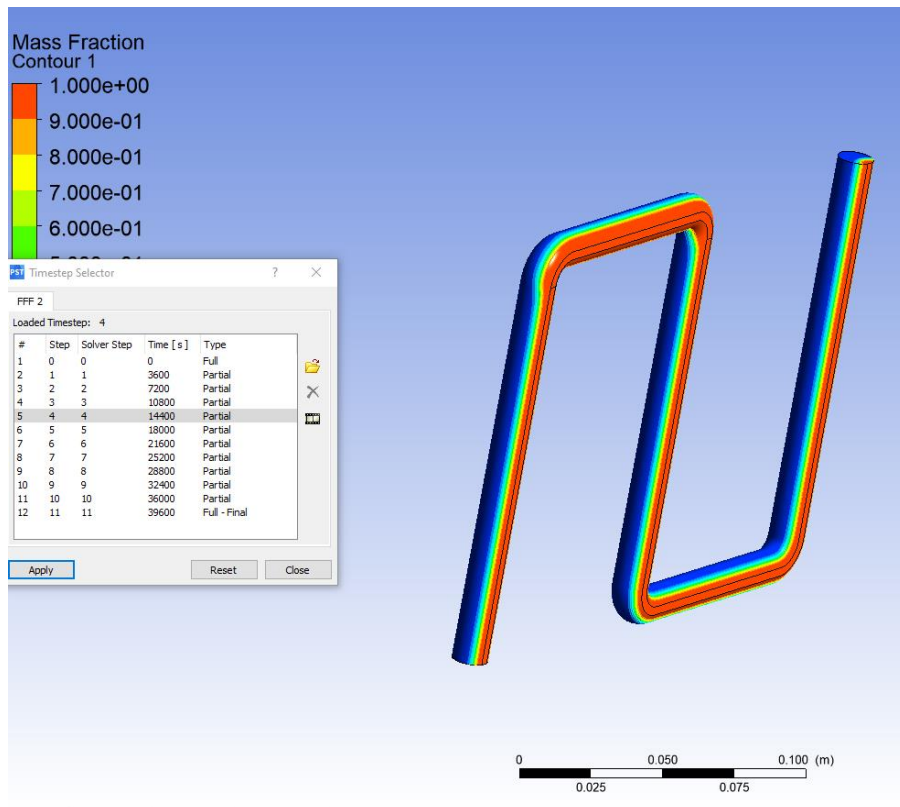 Mass Fraction
Contour 1
1.000e+00
9.000e-01
8.000e-01
7.000e-01
6.000e-01
PST Timestep Selector ? ×
FFF 2
Loaded Timestep: 4
# Step Solver Step Time [ s ] Type
1 0 0 0 Full
2 1 1 3600 Partial
3 2 2 7200 Partial
4 3 3 10800 Partial
5 4 4 14400 Partial
6 5 5 18000 Partial
7 6 6 21600 Partial
8 7 7 25200 Partial
9 8 8 28800 Partial
10 9 9 32400 Partial
11 10 10 36000 Partial
12 11 11 39600 Full - Final
Apply Reset Close
0 0.050 0.100 (m)
0.025 0.075